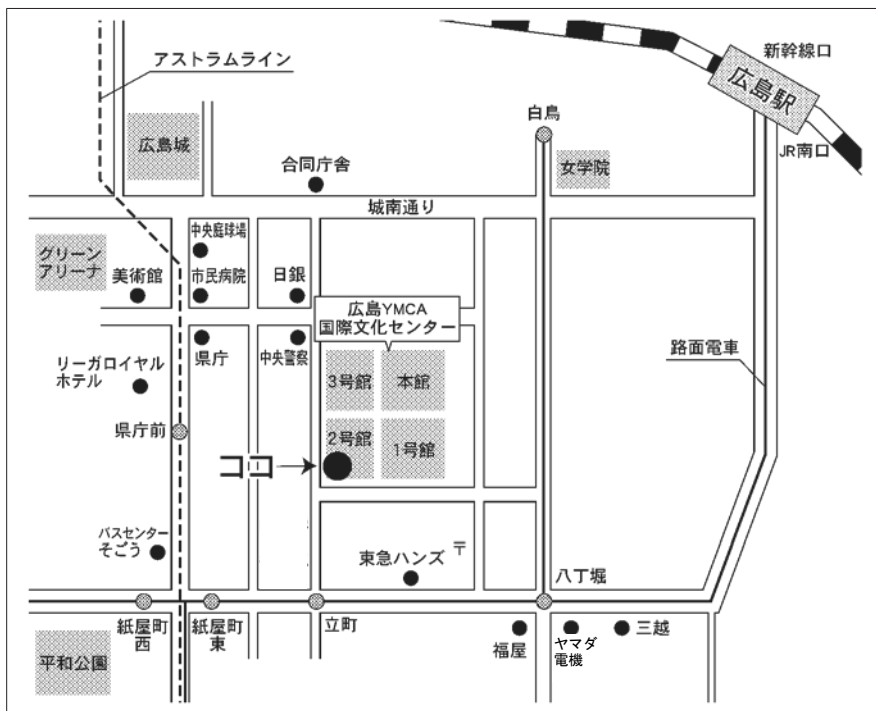 新幹線口
アストラムライン
広島駅
白鳥
広島城
JR南口
合同庁舎
女学院
城南通り
中央庭球場
グリーン
アリーナ
美術館
市民病院
日銀
広島YMCA
国際文化センター
県庁
中央警察
路面電車
リーガロイヤル
ホテル
3号館
本館
県庁前
2号館
1号館
ココ
バスセンター
そごう
東急ハンズ
〒
八丁堀
紙屋町
西
紙屋町
東
立町
福屋
ヤマダ
電機
三越
平和公園